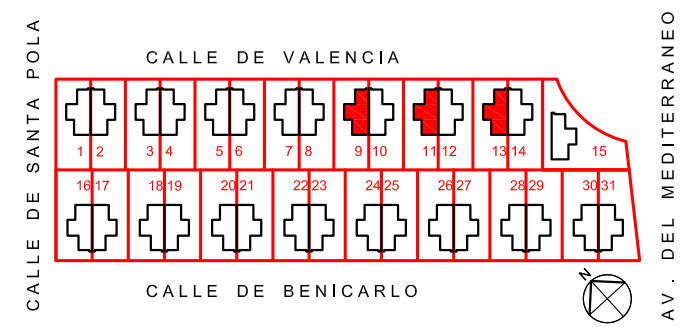 CALLE DE SANTA POLA
CALLE DE VALENCIA
AV. DEL MEDITERRANEO
1 2 3 4 5 6 7 8 9 10 11 12 13 14 15
16 17 18 19 20 21 22 23 24 25 26 27 28 29 30 31
CALLE DE BENICARLO
N